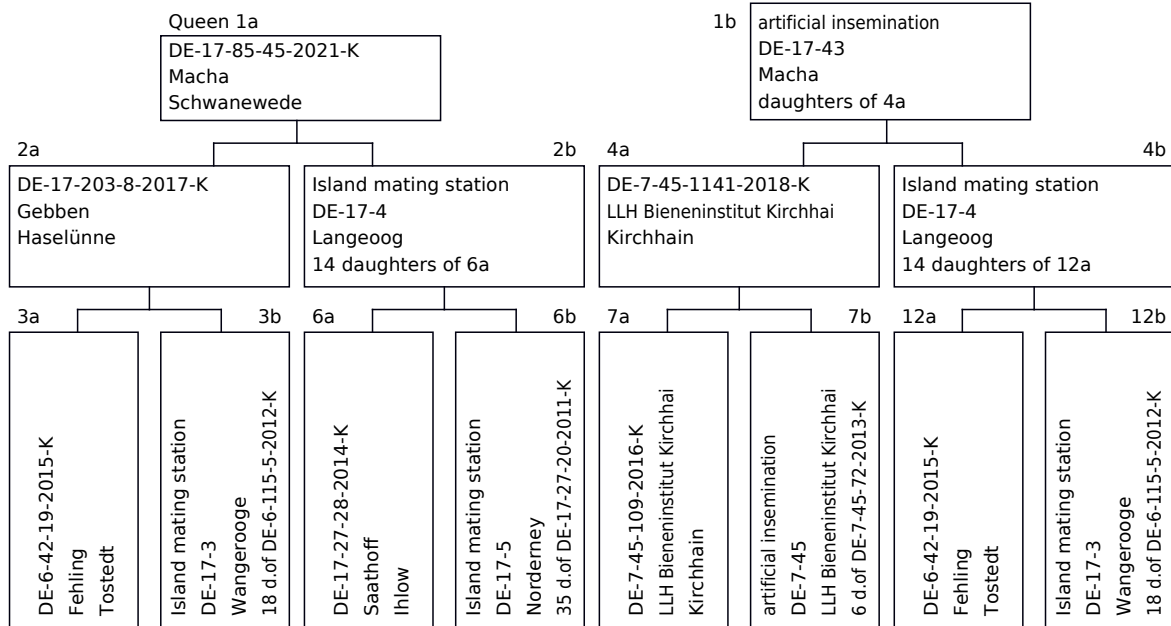 Queen 1a
DE-17-85-45-2021-K
Macha
Schwanewede
1b
artificial insemination
DE-17-43
Macha
daughters of 4a
2a
DE-17-203-8-2017-K
Gebben
Haselünne
2b
Island mating station
DE-17-4
Langeoog
14 daughters of 6a
4a
DE-7-45-1141-2018-K
LLH Bieneninstitut Kirchhai
Kirchhain
4b
Island mating station
DE-17-4
Langeoog
14 daughters of 12a
3a
DE-6-42-19-2015-K
Fehling
Tostedt
3b
Island mating station
DE-17-3
Wangerooge
18 d.of DE-6-115-5-2012-K
6a
DE-17-27-28-2014-K
Saathoff
Ihlow
6b
Island mating station
DE-17-5
Norderney
35 d.of DE-17-27-20-2011-K
7a
DE-7-45-109-2016-K
LLH Bieneninstitut Kirchhai
Kirchhain
7b
artificial insemination
DE-7-45
LLH Bieneninstitut Kirchhai
6 d.of DE-7-45-72-2013-K
12a
DE-6-42-19-2015-K
Fehling
Tostedt
12b
Island mating station
DE-17-3
Wangerooge
18 d.of DE-6-115-5-2012-K